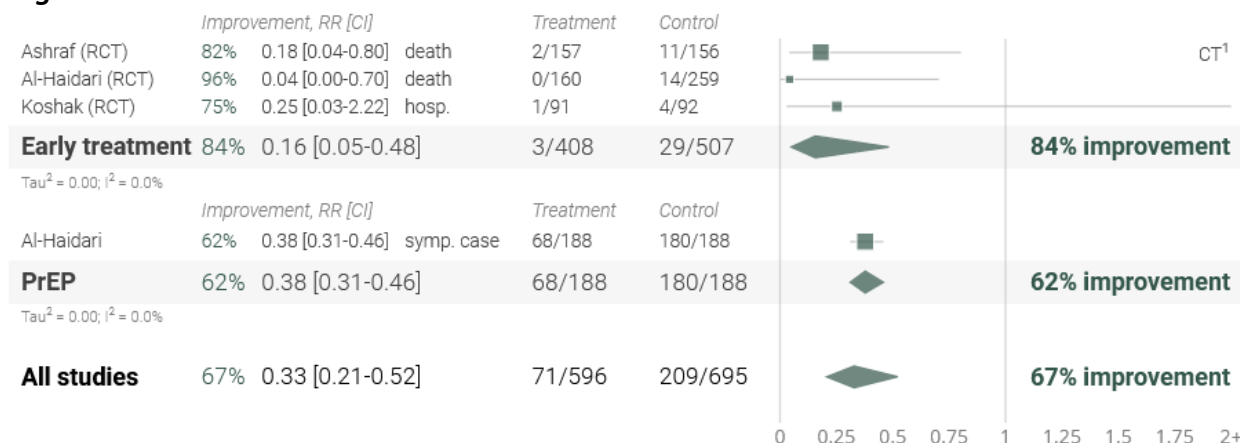 Improvement, RR [CI] Treatment Control
Ashraf (RCT) 82% 0.18 [0.04-0.80] death 2/157 11/156 CT¹
Al-Haidari (RCT) 96% 0.04 [0.00-0.70] death 0/160 14/259
Koshak (RCT) 75% 0.25 [0.03-2.22] hosp. 1/91 4/92
Early treatment 84% 0.16 [0.05-0.48] 3/408 29/507 84% improvement
Tau² = 0.00; I² = 0.0%
Improvement, RR [CI] Treatment Control
Al-Haidari 62% 0.38 [0.31-0.46] symp. case 68/188 180/188
PrEP 62% 0.38 [0.31-0.46] 68/188 180/188 62% improvement
Tau² = 0.00; I² = 0.0%
All studies 67% 0.33 [0.21-0.52] 71/596 209/695 67% improvement
0 0.25 0.5 0.75 1 1.25 1.5 1.75 2+